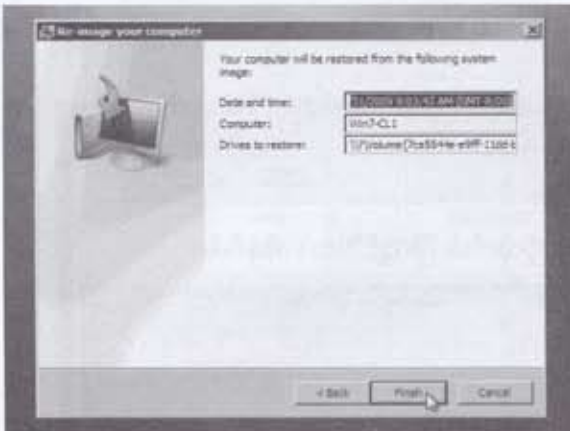 Re-image your computer
Your computer will be restored from the following system
image:
Date and time:
Computer: Win7-CL1
Drives to restore:
< Back Finish Cancel